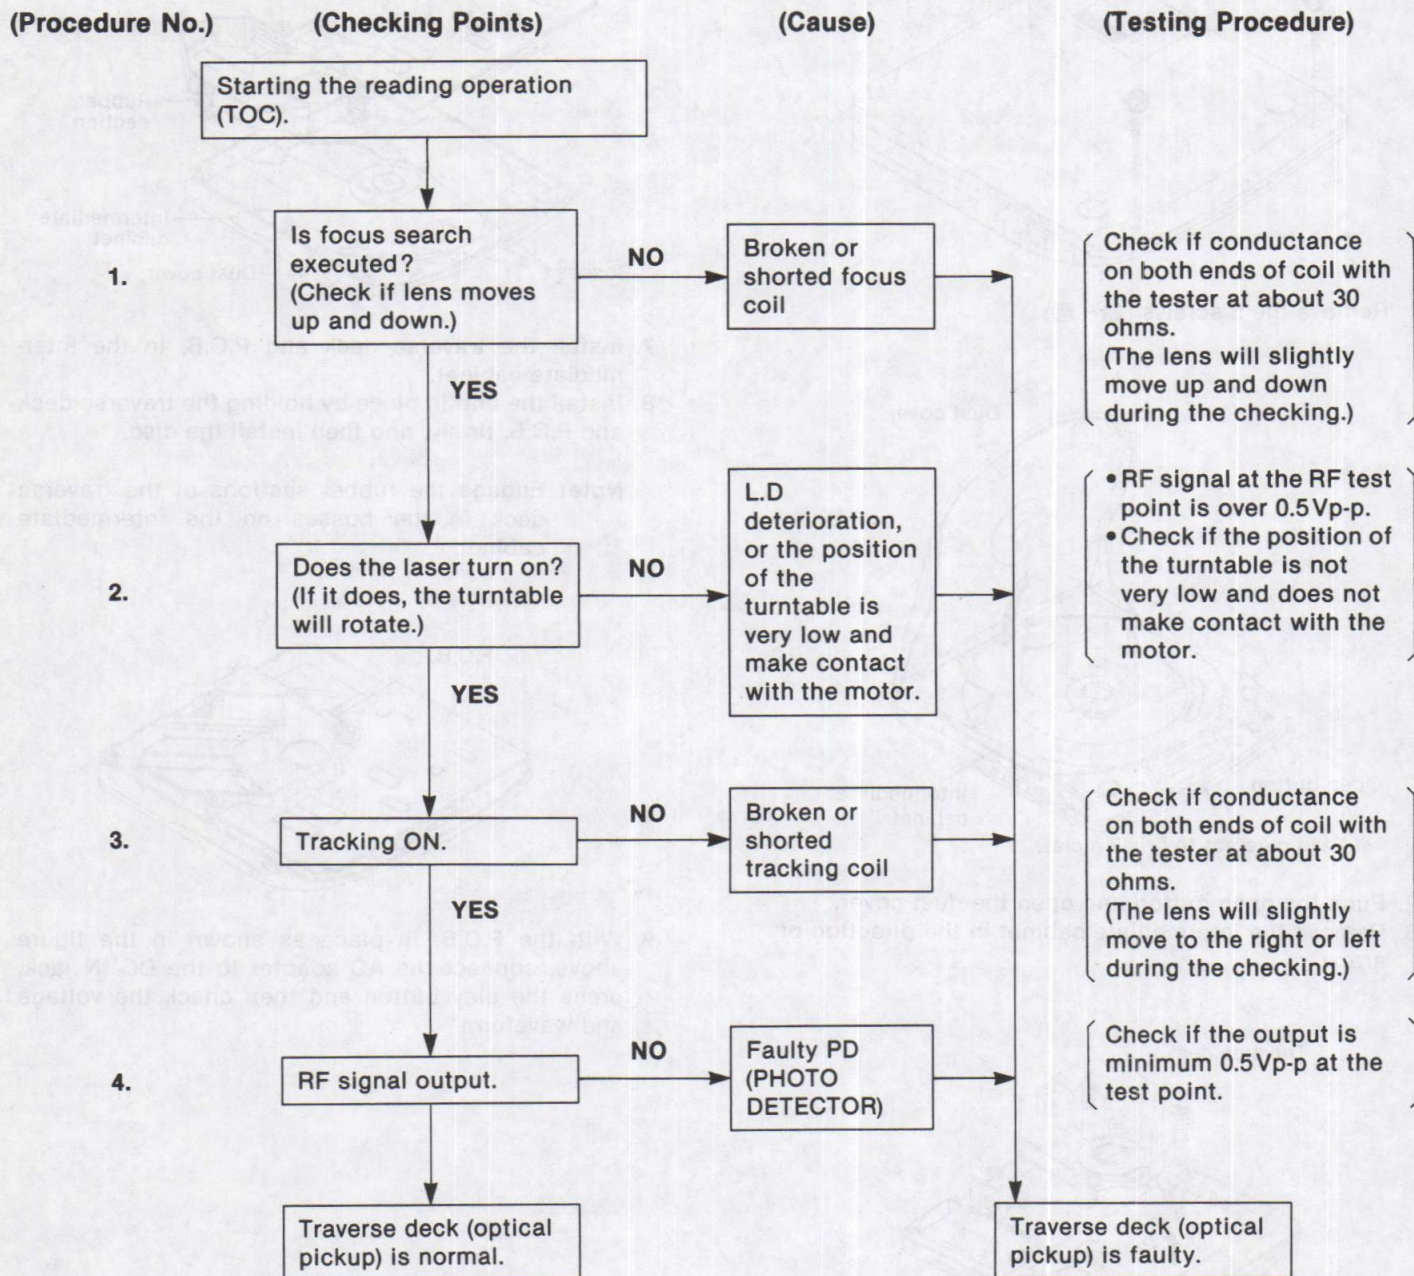 (Procedure No.) (Checking Points) (Cause) (Testing Procedure)
Starting the reading operation
(TOC).
1.
Is focus search
executed?
(Check if lens moves
up and down.)
NO
Broken or
shorted focus
coil
Check if conductance
on both ends of coil with
the tester at about 30
ohms.
(The lens will slightly
move up and down
during the checking.)
YES
2.
Does the laser turn on?
(If it does, the turntable
will rotate.)
NO
L.D
deterioration,
or the position
of the
turntable is
very low and
make contact
with the motor.
•RF signal at the RF test
point is over 0.5Vp-p.
•Check if the position of
the turntable is not
very low and does not
make contact with the
motor.
YES
3.
Tracking ON.
NO
Broken or
shorted
tracking coil
Check if conductance
on both ends of coil with
the tester at about 30
ohms.
(The lens will slightly
move to the right or left
during the checking.)
YES
4.
RF signal output.
NO
Faulty PD
(PHOTO
DETECTOR)
Check if the output is
minimum 0.5Vp-p at the
test point.
Traverse deck (optical
pickup) is normal.
Traverse deck (optical
pickup) is faulty.